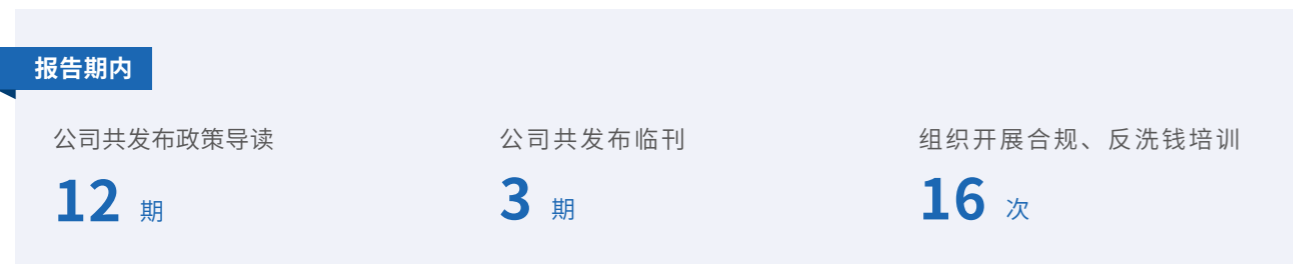 报告期内
公司共发布政策导读
12 期
公司共发布临刊
3 期
组织开展合规、反洗钱培训
16 次